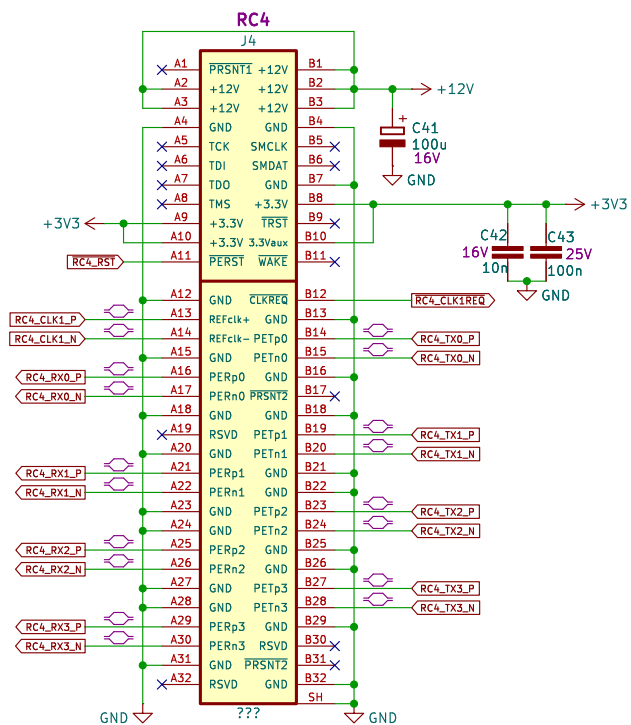 RC4
J4
A1 PRSNT1 +12V B1
A2 +12V +12V B2 +12V
A3 +12V +12V B3
A4 GND GND B4
A5 TCK SMCLK B5
A6 TDI SMDAT B6
A7 TDO GND B7
A8 TMS +3.3V B8 +3V3
+3V3 A9 +3.3V TRST B9
A10 +3.3V 3.3Vaux B10
RC4_RST A11 PERST WAKE B11
+ C41
100u
16V
GND
C42
16V
10n
C43
25V
100n
GND
A12 GND CLKREQ B12 RC4_CLK1REQ
RC4_CLK1_P A13 REFclk+ GND B13
RC4_CLK1_N A14 REFclk- PETp0 B14 RC4_TX0_P
A15 GND PETn0 B15 RC4_TX0_N
RC4_RX0_P A16 PERp0 GND B16
RC4_RX0_N A17 PERn0 PRSNT2 B17
A18 GND GND B18
A19 RSVD PETp1 B19 RC4_TX1_P
A20 GND PETn1 B20 RC4_TX1_N
RC4_RX1_P A21 PERp1 GND B21
RC4_RX1_N A22 PERn1 GND B22
A23 GND PETp2 B23 RC4_TX2_P
A24 GND PETn2 B24 RC4_TX2_N
RC4_RX2_P A25 PERp2 GND B25
RC4_RX2_N A26 PERn2 GND B26
A27 GND PETp3 B27 RC4_TX3_P
A28 GND PETn3 B28 RC4_TX3_N
RC4_RX3_P A29 PERp3 GND B29
RC4_RX3_N A30 PERn3 RSVD B30
A31 GND PRSNT2 B31
A32 RSVD GND B32
SH
GND ??? GND